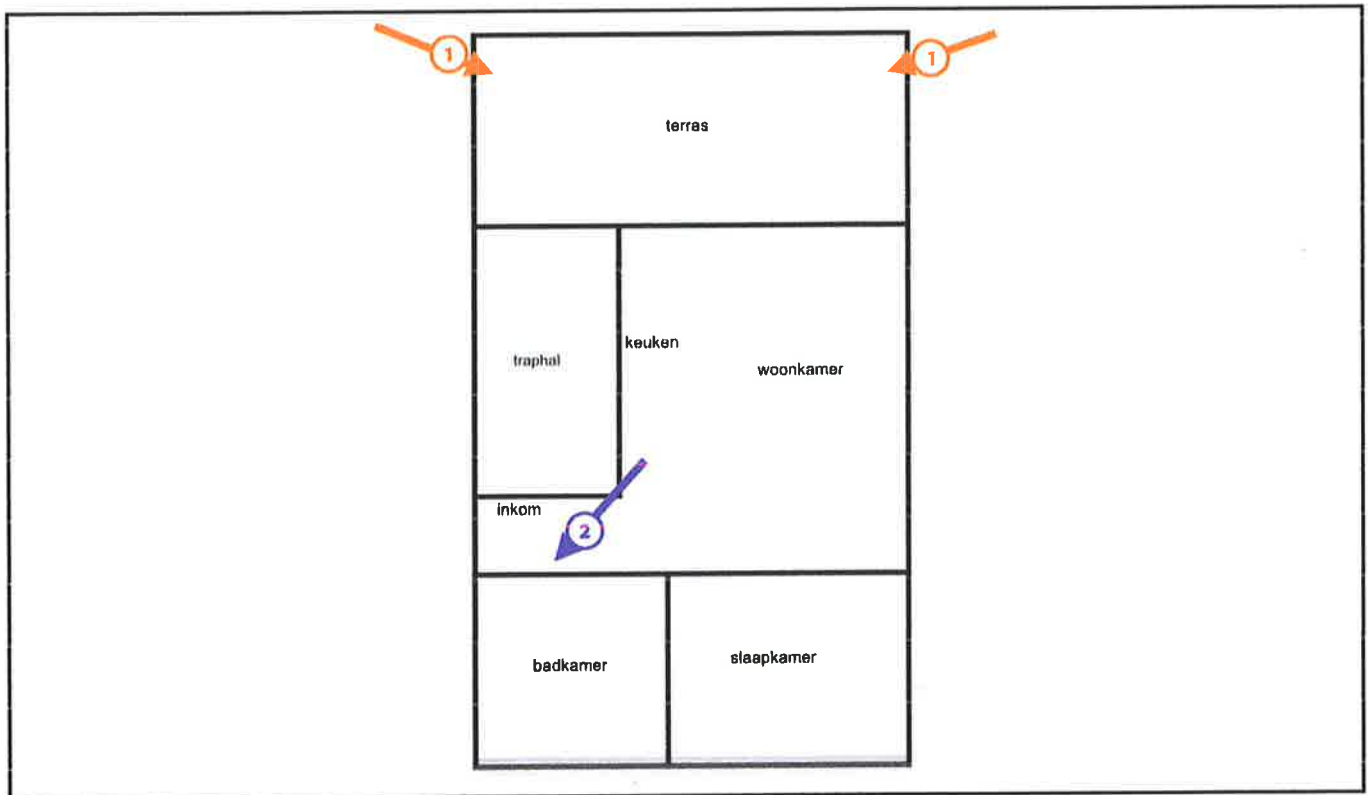 1
1
terras
keuken
traphal
woonkamer
inkom
2
badkamer
slaapkamer